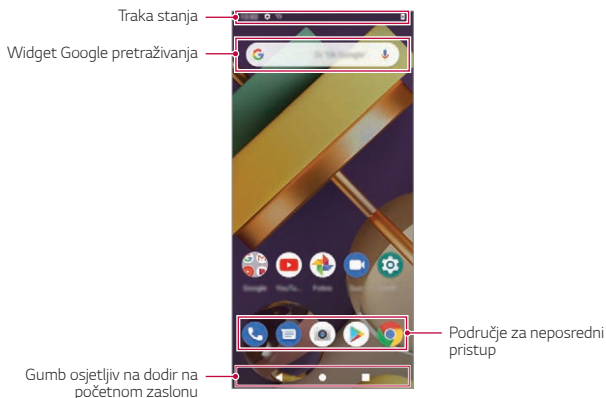 Traka stanja
Widget Google pretraživanja
Područje za neposredni
pristup
Gumb osjetljiv na dodir na
početnom zaslonu